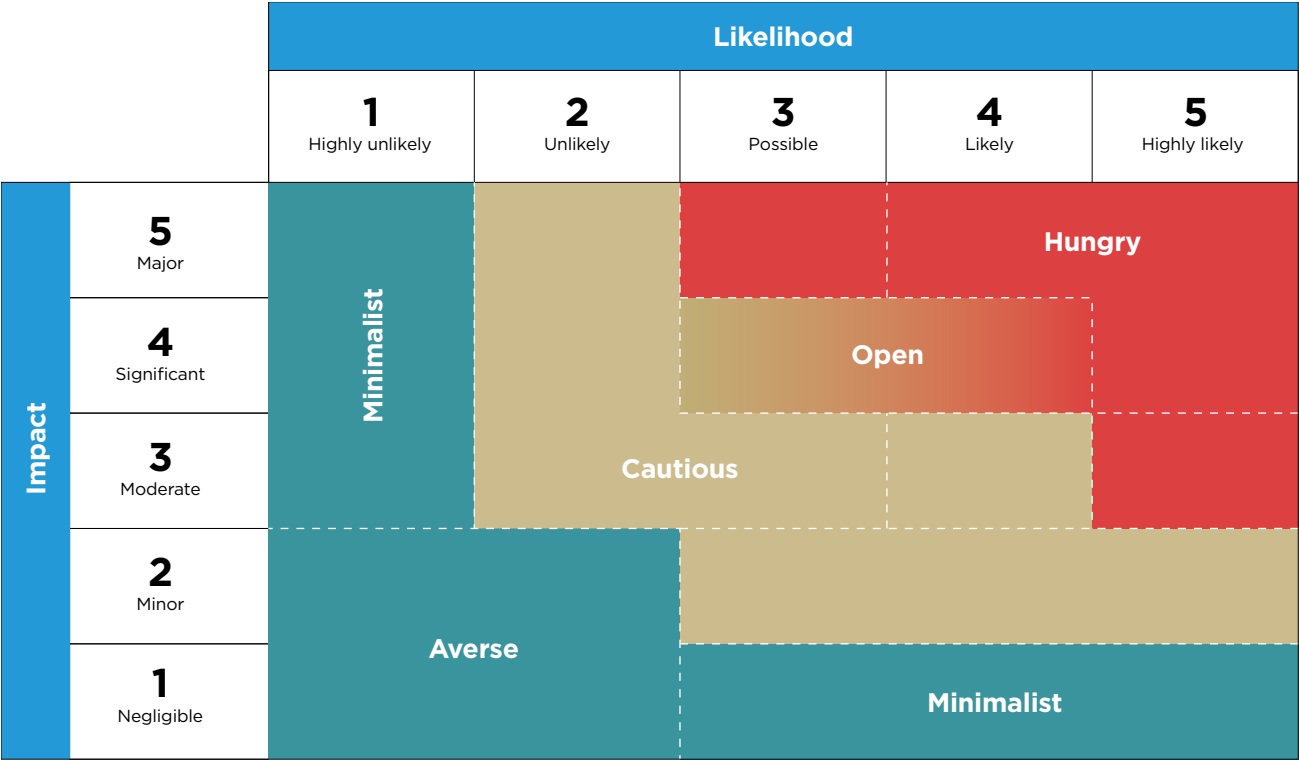 Likelihood
1
Highly unlikely
2
Unlikely
3
Possible
4
Likely
5
Highly likely
Impact
5
Major
4
Significant
3
Moderate
2
Minor
1
Negligible
Minimalist
Hungry
Open
Cautious
Averse
Minimalist